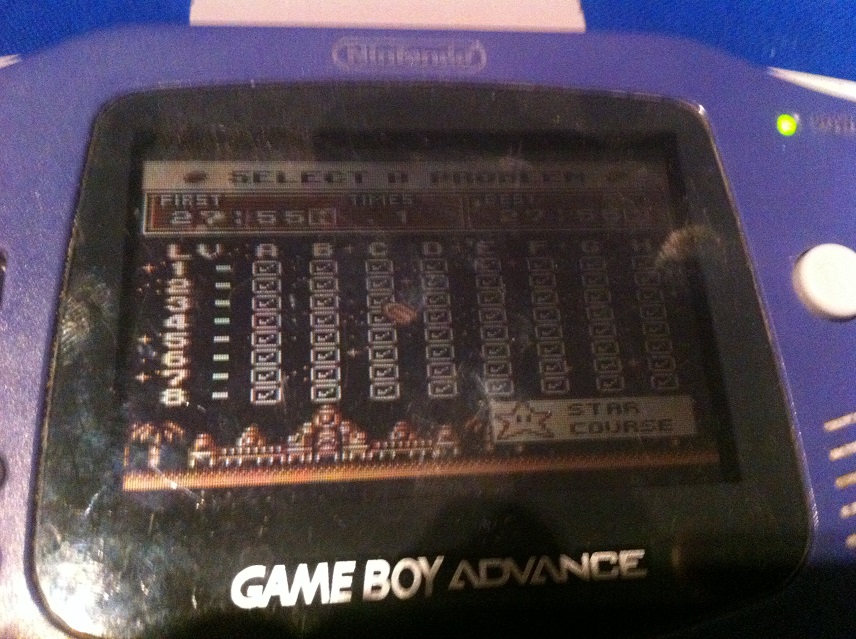 Nintendo
SELECT A PROBLEM
FIRST TIMES BEST
27:55 1 27:55
LV A B C D E F G H
1
2
3
4
5
6
7
8
STAR
COURSE
GAME BOY ADVANCE